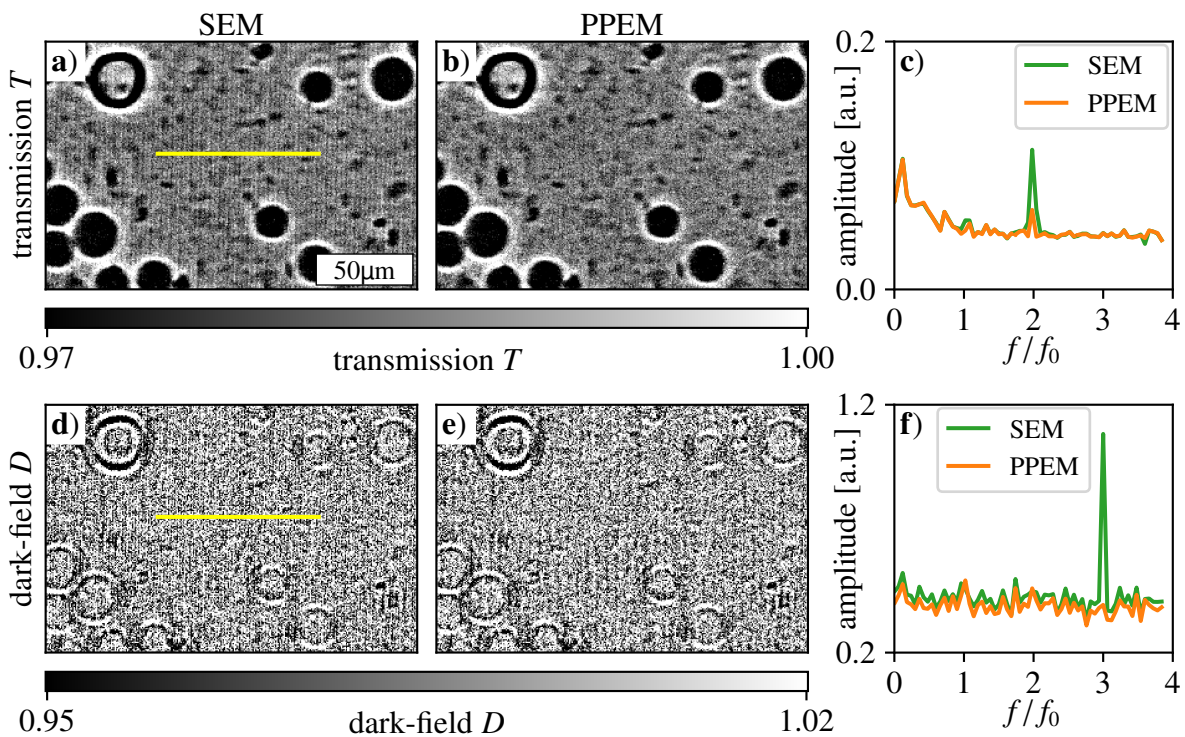 SEM
PPEM
a)
b)
c)
transmission T
50μm
0.97
1.00
transmission T
SEM
PPEM
amplitude [a.u.]
0.2
0.0
0 1 2 3 4
f/f₀
d)
e)
f)
dark-field D
0.95
1.02
dark-field D
SEM
PPEM
amplitude [a.u.]
1.2
0.2
0 1 2 3 4
f/f₀